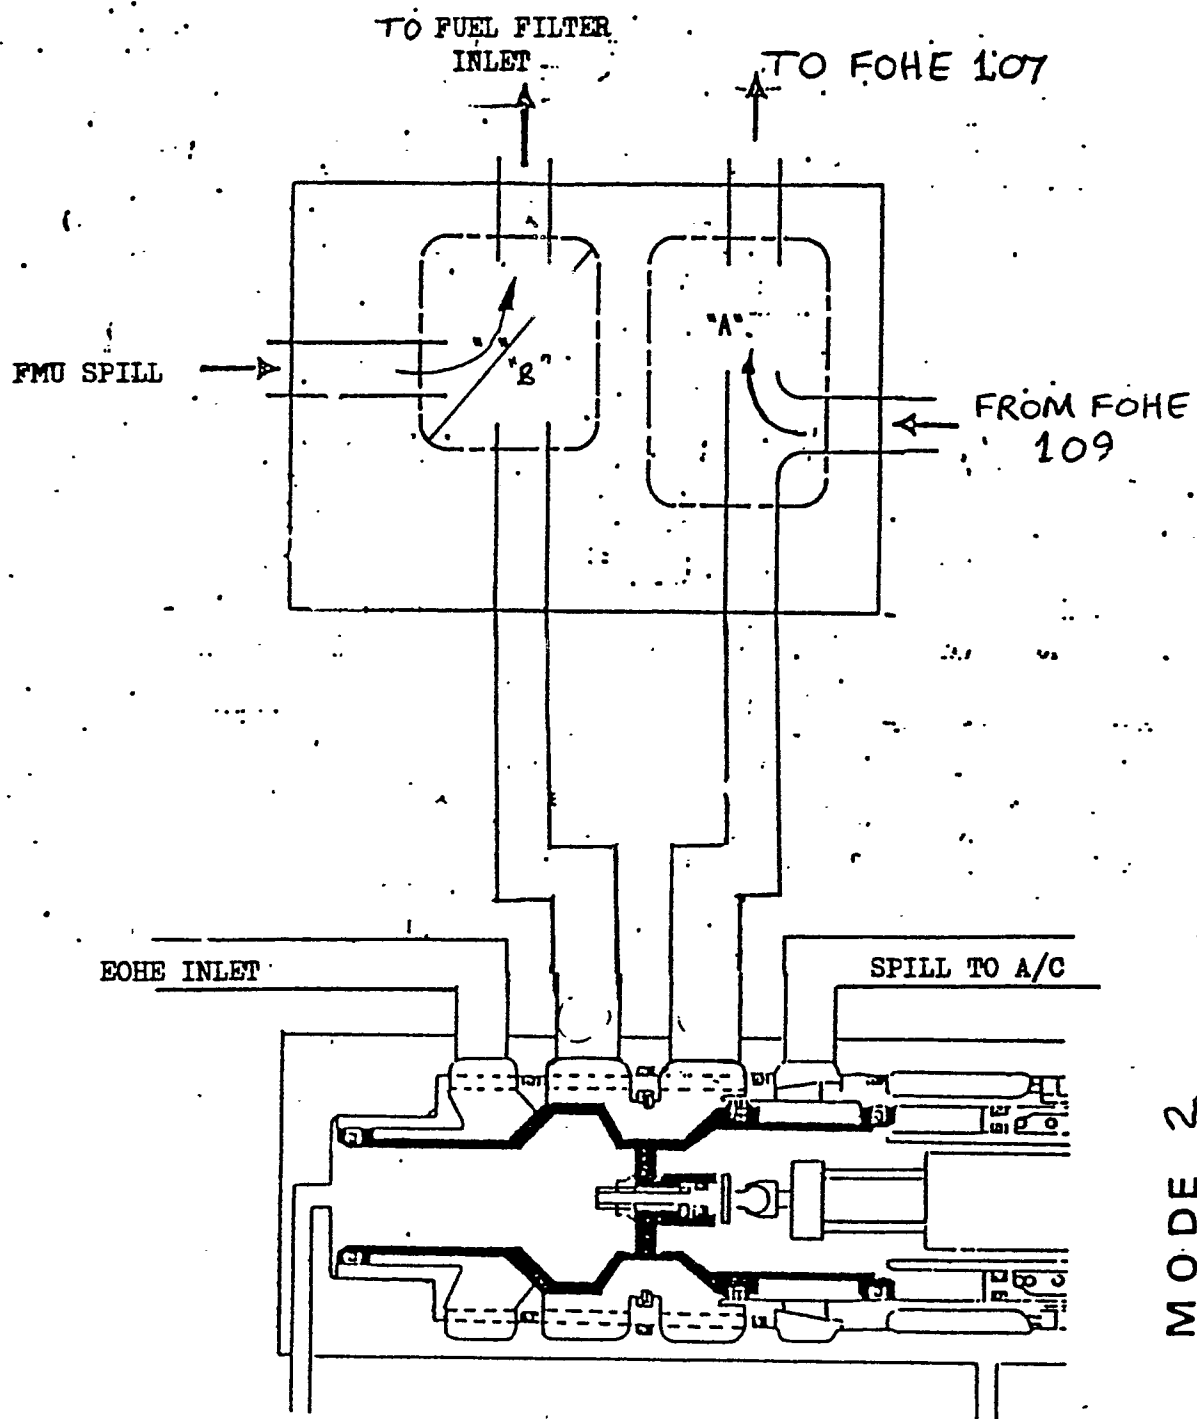 TO FUEL FILTER
INLET
TO FOHE 107
"A"
FMU SPILL
"B"
FROM FOHE
109
EOHE INLET
SPILL TO A/C
MODE 2